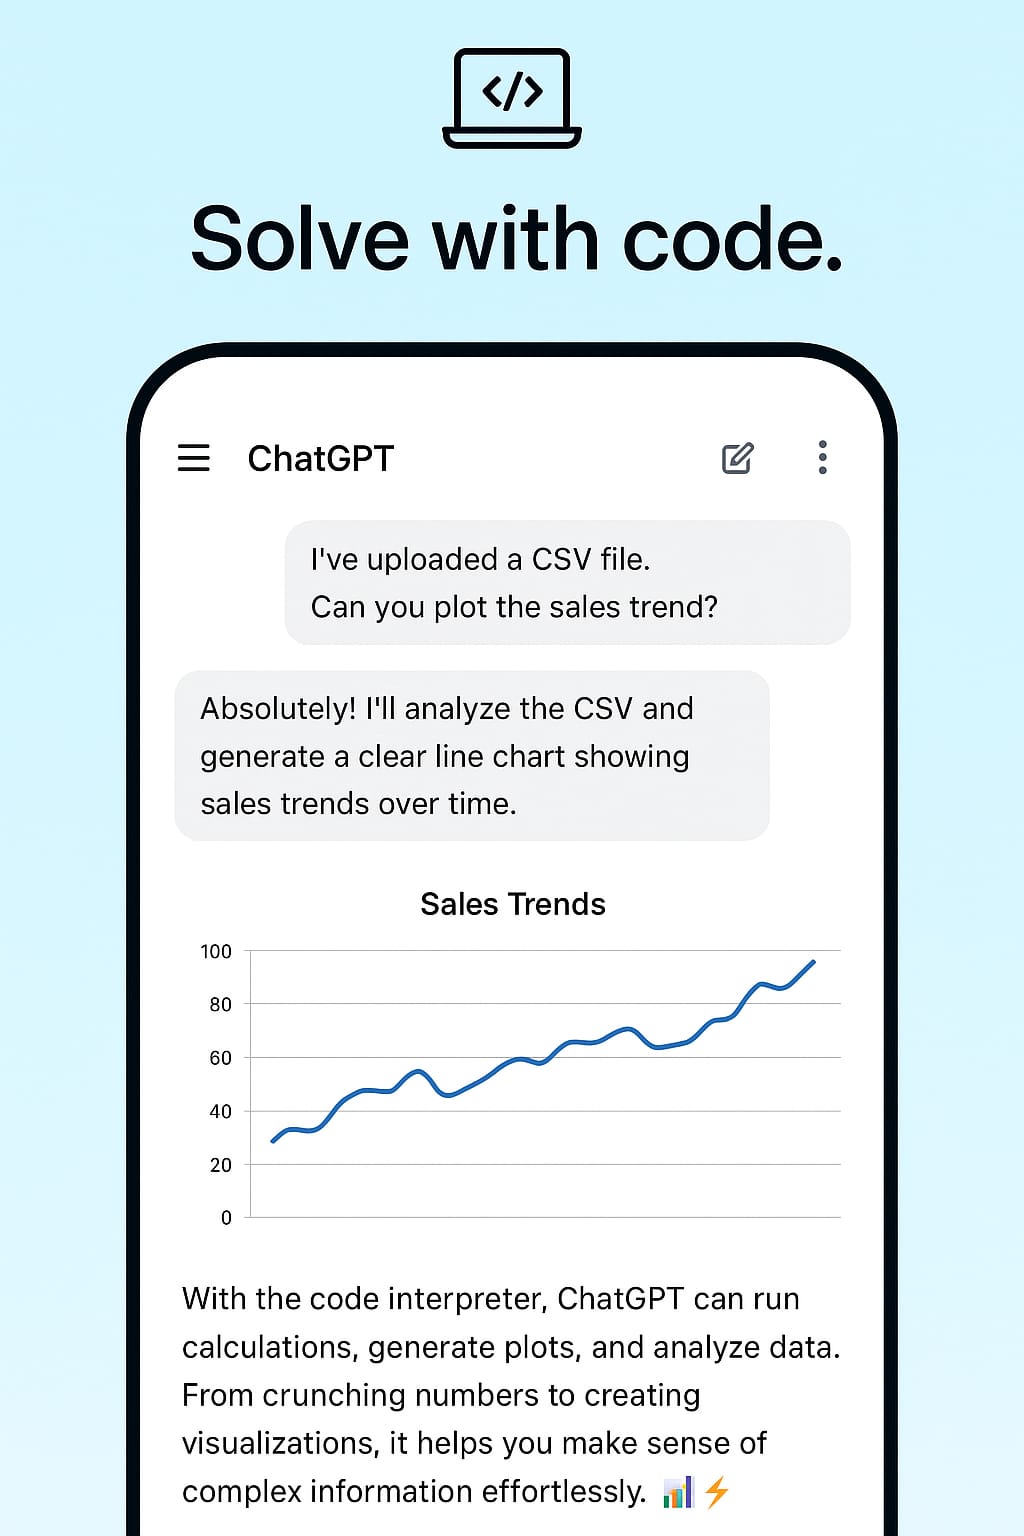 </>
Solve with code.
ChatGPT
I've uploaded a CSV file.
Can you plot the sales trend?
Absolutely! I'll analyze the CSV and
generate a clear line chart showing
sales trends over time.
Sales Trends
100
80
60
40
20
0
With the code interpreter, ChatGPT can run
calculations, generate plots, and analyze data.
From crunching numbers to creating
visualizations, it helps you make sense of
complex information effortlessly. 📊⚡